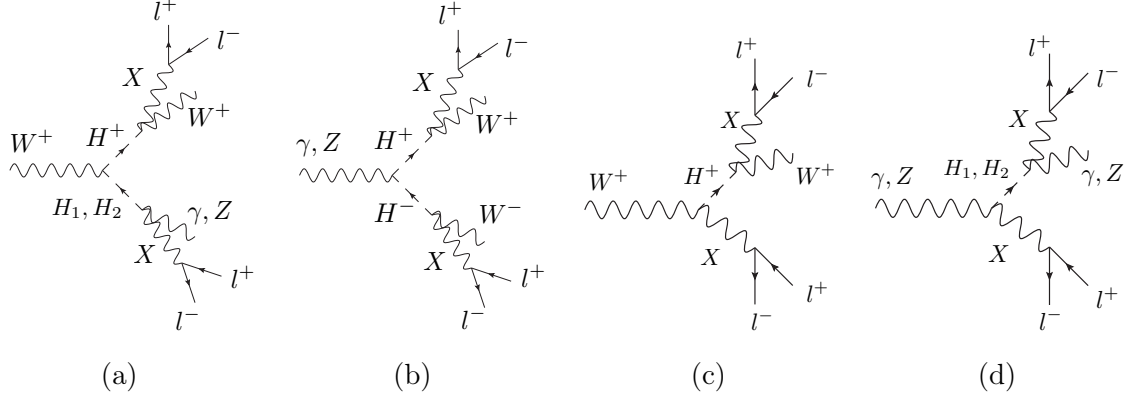 l⁺
l⁻
X
W⁺
H⁺
W⁺
H₁, H₂
γ, Z
X
l⁺
l⁻
(a)
l⁺
l⁻
X
W⁺
H⁺
γ, Z
H⁻
W⁻
X
l⁺
l⁻
(b)
l⁺
l⁻
X
H⁺
W⁺
W⁺
X
l⁺
l⁻
(c)
l⁺
l⁻
X
H₁, H₂
γ, Z
γ, Z
X
l⁺
l⁻
(d)